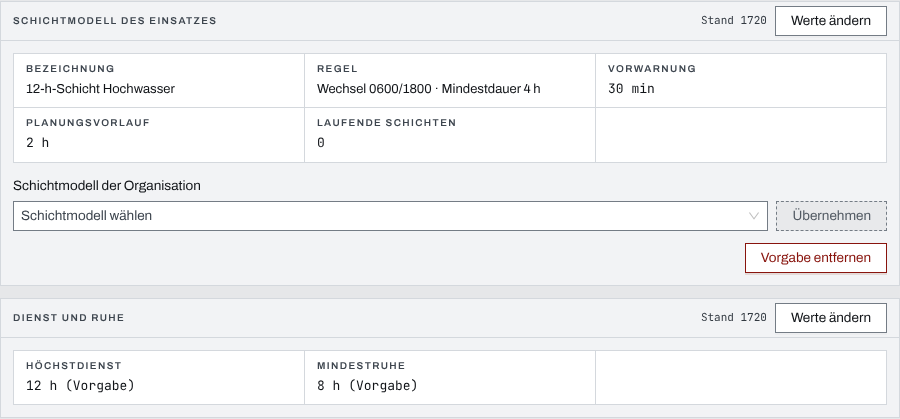 SCHICHTMODELL DES EINSATZES
Stand 1720
Werte ändern
BEZEICHNUNG
REGEL
VORWARNUNG
12-h-Schicht Hochwasser
Wechsel 0600/1800 · Mindestdauer 4 h
30 min
PLANUNGSVORLAUF
LAUFENDE SCHICHTEN
2 h
0
Schichtmodell der Organisation
Schichtmodell wählen
Übernehmen
Vorgabe entfernen
DIENST UND RUHE
Stand 1720
Werte ändern
HÖCHSTDIENST
MINDESTRUHE
12 h (Vorgabe)
8 h (Vorgabe)